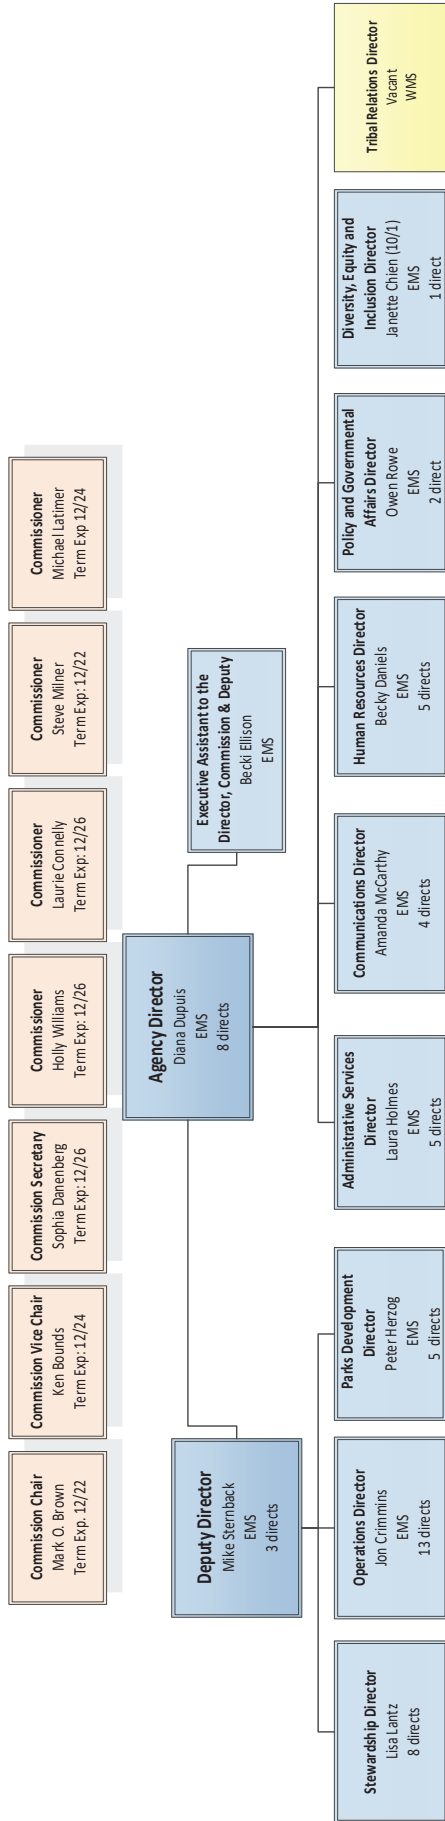 Commission Chair
Mark O. Brown
Term Exp. 12/22
Commission Vice Chair
Ken Bounds
Term Exp: 12/24
Commission Secretary
Sophia Danenberg
Term Exp: 12/26
Commissioner
Holly Williams
Term Exp: 12/26
Commissioner
Laurie Connelly
Term Exp: 12/26
Commissioner
Steve Milner
Term Exp: 12/22
Commissioner
Michael Latimer
Term Exp 12/24
Agency Director
Diana Dupuis
EMS
8 directs
Executive Assistant to the
Director, Commission & Deputy
Becki Ellison
EMS
Deputy Director
Mike Sternback
EMS
3 directs
Stewardship Director
Lisa Lantz
8 directs
Operations Director
Jon Crimmins
EMS
13 directs
Parks Development
Director
Peter Herzog
EMS
5 directs
Administrative Services
Director
Laura Holmes
EMS
5 directs
Communications Director
Amanda McCarthy
EMS
4 directs
Human Resources Director
Becky Daniels
EMS
5 directs
Policy and Governmental
Affairs Director
Owen Rowe
EMS
2 direct
Diversity, Equity and
Inclusion Director
Janette Chien (10/1)
EMS
1 direct
Tribal Relations Director
Vacant
WMS